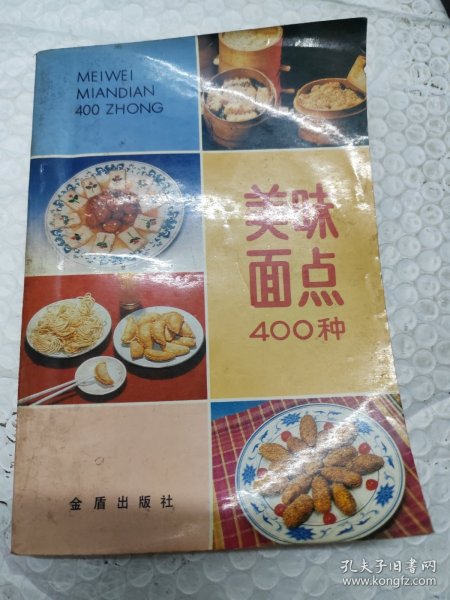 MEIWEI
MIANDIAN
400 ZHONG
美味
面点
400种
金盾出版社
孔夫子旧书网
www.kongfz.com